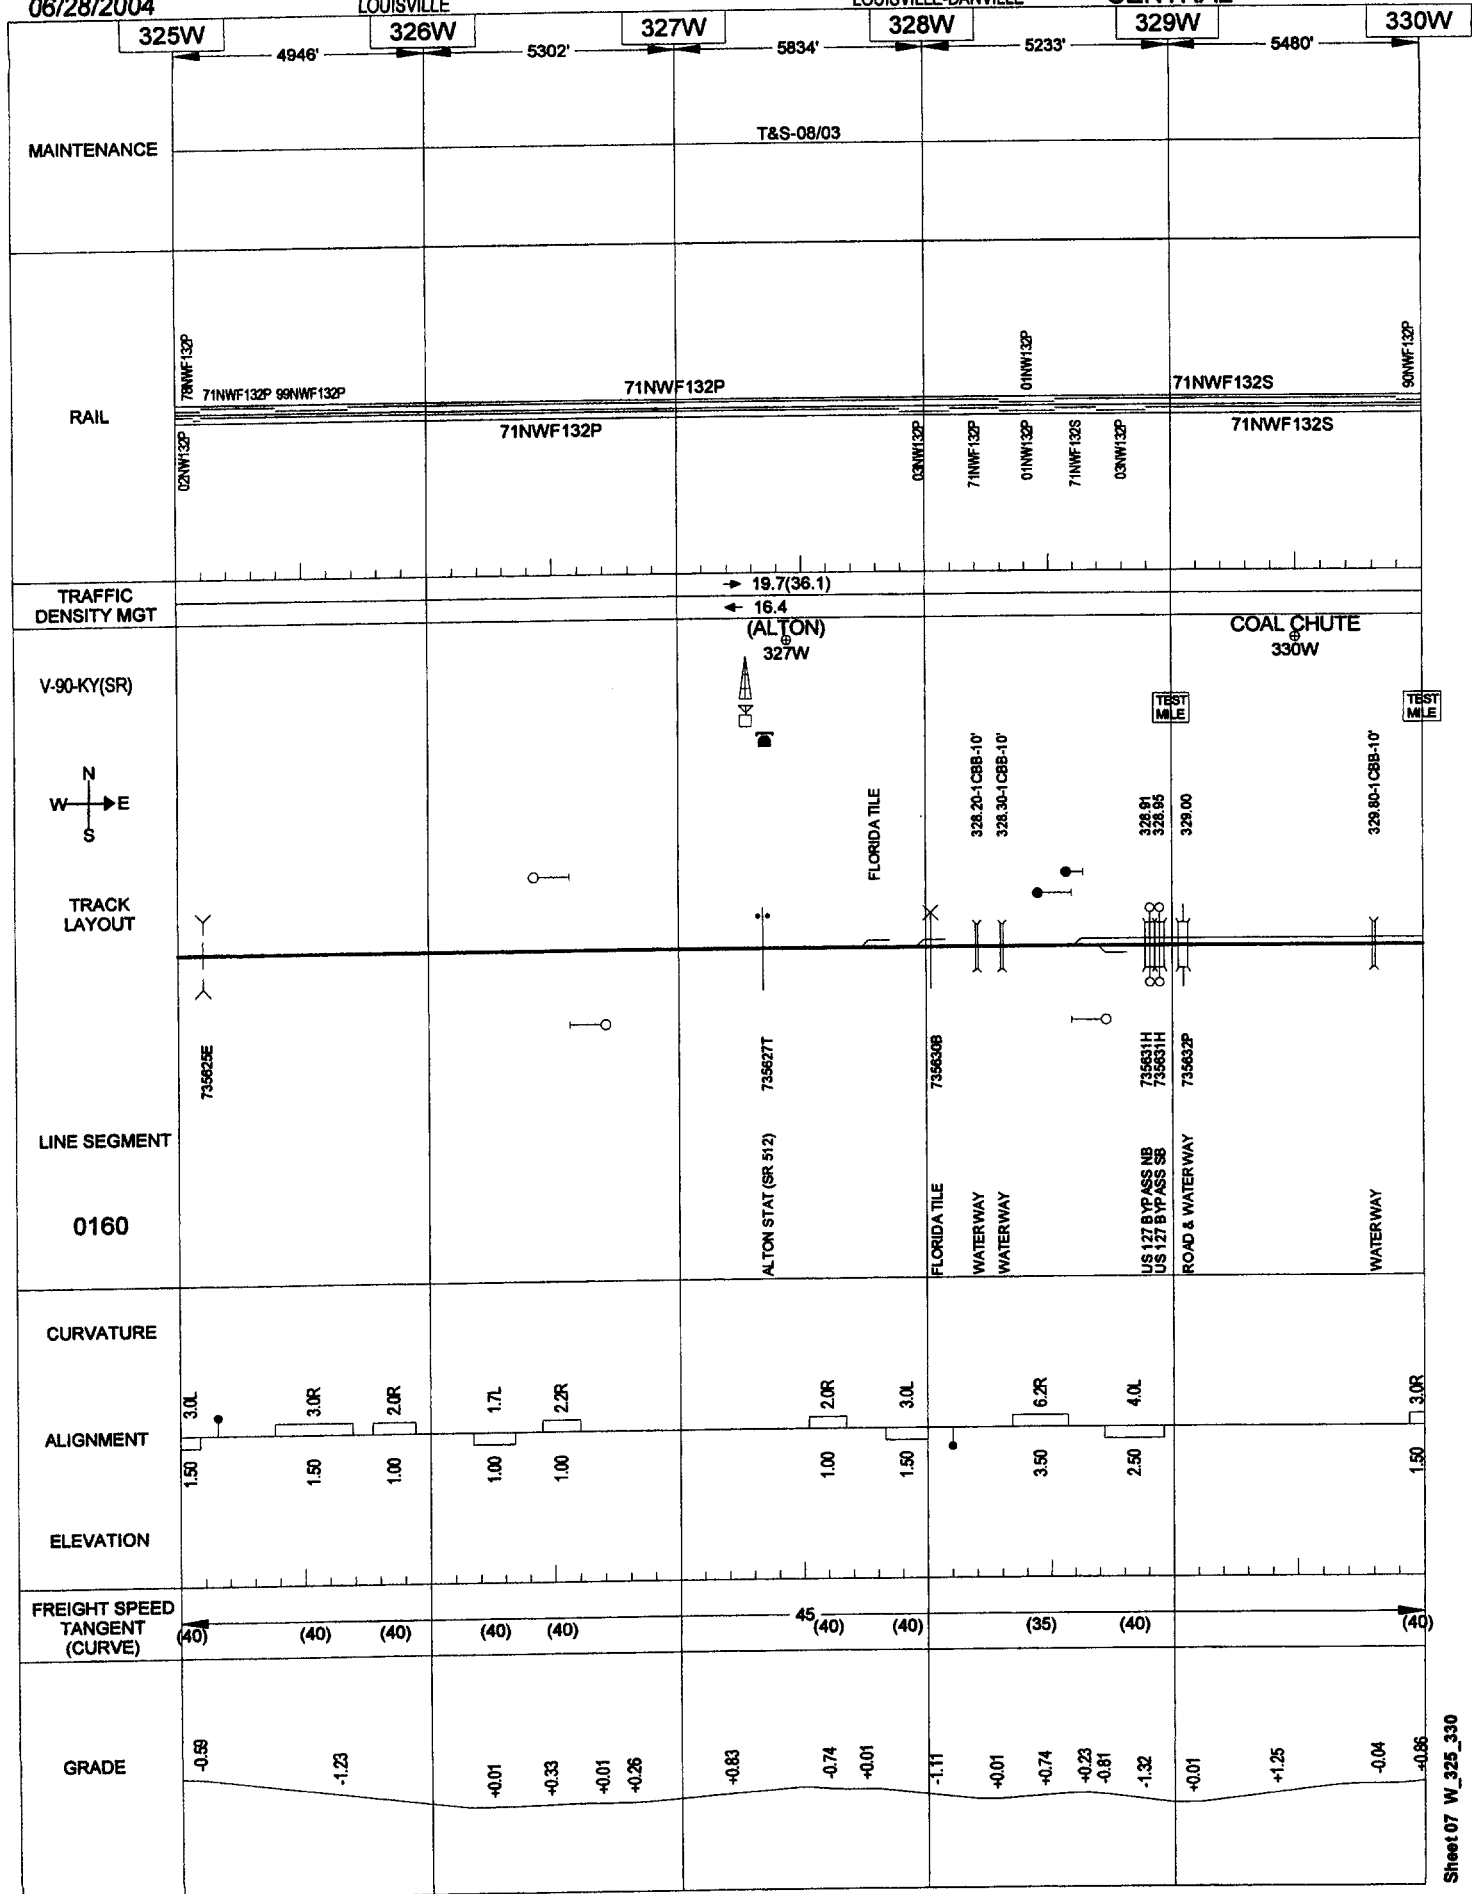 06/28/2004
LOUISVILLE
LOUISVILLE-DANVILLE
CENTRAL
325W 326W 327W 328W 329W 330W
4946' 5302' 5834' 5233' 5480'
MAINTENANCE
T&S-08/03
RAIL
78NWF132P
71NWF132P 99NWF132P
71NWF132P
01NW132P
71NWF132S
90NWF132P
02NW132P
71NWF132P
03NW132P
71NWF132P
01NW132P
71NWF132S
03NW132P
71NWF132S
TRAFFIC
DENSITY MGT
19.7(36.1)
16.4
(ALTON)
327W
COAL CHUTE
330W
V-90-KY(SR)
TEST
MILE
TEST
MILE
N
W E
S
FLORIDA TILE
328.20-1CBB-10'
328.30-1CBB-10'
328.91
328.95
329.00
329.80-1CBB-10'
TRACK
LAYOUT
735625E
735627T
735630B
735631H
735631H
735632P
LINE SEGMENT
0160
ALTON STAT (SR 512)
FLORIDA TILE
WATERWAY
WATERWAY
US 127 BYPASS NB
US 127 BYPASS SB
ROAD & WATERWAY
WATERWAY
CURVATURE
3.0L 3.0R 2.0R 1.7L 2.2R 2.0R 3.0L 6.2R 4.0L 3.0R
ALIGNMENT
1.50 1.50 1.00 1.00 1.00 1.00 1.50 3.50 2.50 1.50
ELEVATION
FREIGHT SPEED
TANGENT
(CURVE)
45
(40) (40) (40) (40) (40) (40) (40) (35) (40) (40)
GRADE
-0.59 -1.23 +0.01 +0.33 +0.01 +0.26 +0.83 -0.74 +0.01 -1.11 +0.01 +0.74 +0.23 -0.81 -1.32 +0.01 +1.25 -0.04 +0.86
Sheet 07 W_325_330